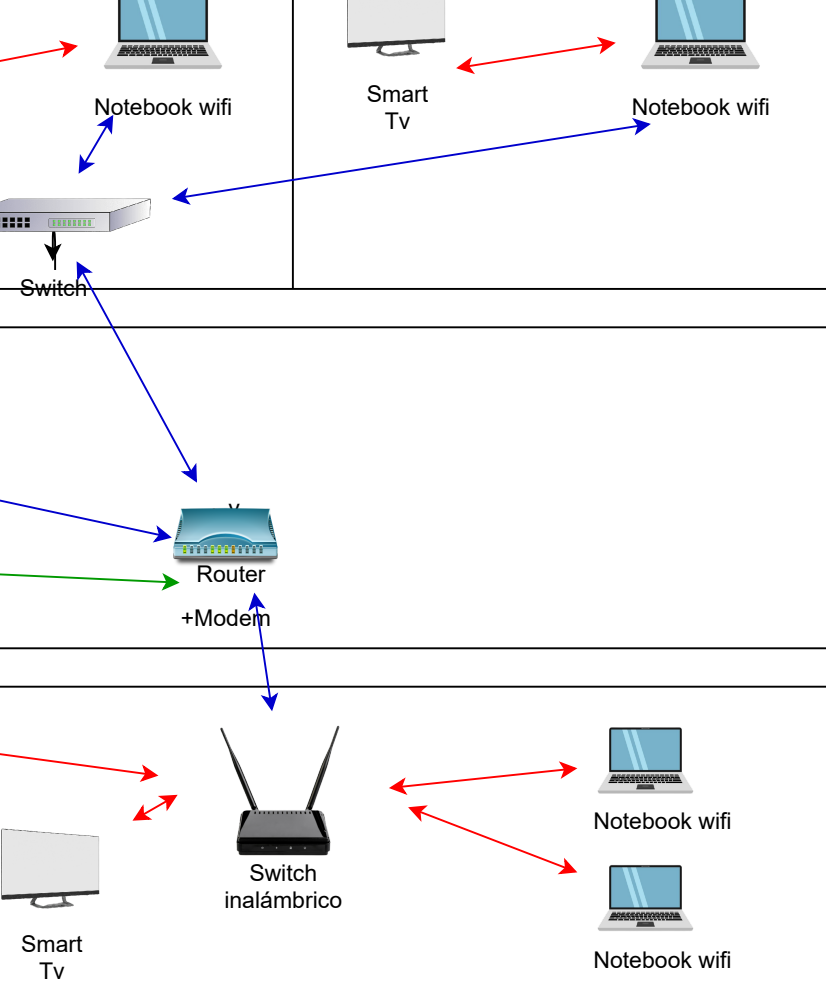 Smart
Tv
Notebook wifi
Notebook wifi
Switch
v
Router
+Modem
Notebook wifi
Switch
inalámbrico
Smart
Tv
Notebook wifi